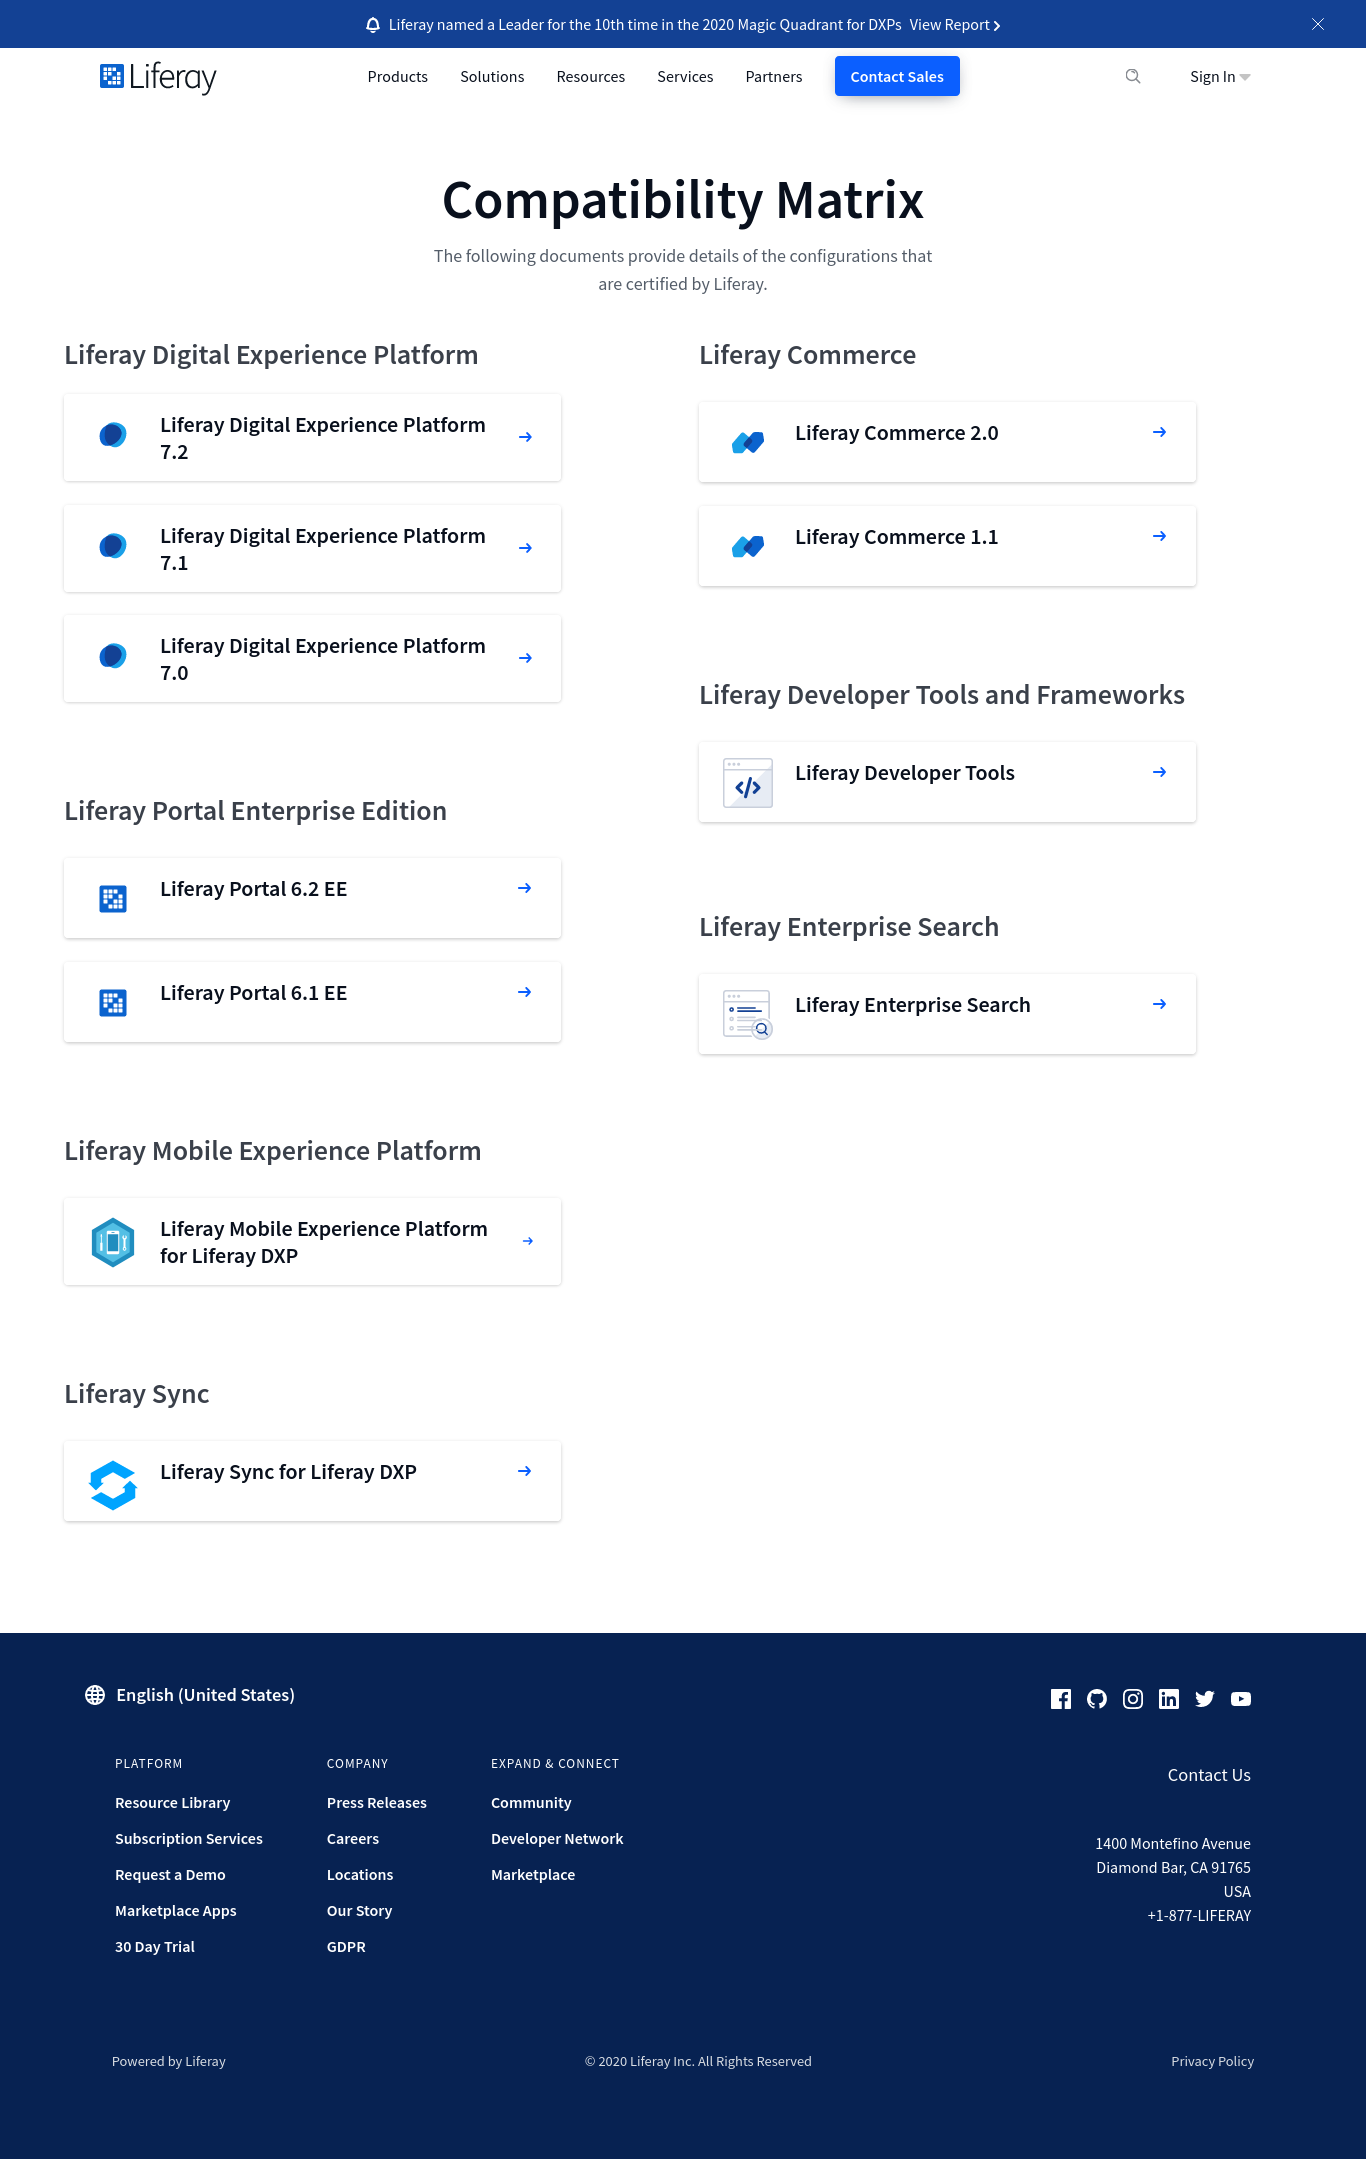 Liferay named a Leader for the 10th time in the 2020 Magic Quadrant for DXPs View Report
Liferay
Products Solutions Resources Services Partners Contact Sales Sign In
Compatibility Matrix
The following documents provide details of the configurations that
are certified by Liferay.
Liferay Digital Experience Platform
Liferay Digital Experience Platform
7.2
Liferay Digital Experience Platform
7.1
Liferay Digital Experience Platform
7.0
Liferay Portal Enterprise Edition
Liferay Portal 6.2 EE
Liferay Portal 6.1 EE
Liferay Mobile Experience Platform
Liferay Mobile Experience Platform
for Liferay DXP
Liferay Sync
Liferay Sync for Liferay DXP
Liferay Commerce
Liferay Commerce 2.0
Liferay Commerce 1.1
Liferay Developer Tools and Frameworks
Liferay Developer Tools
Liferay Enterprise Search
Liferay Enterprise Search
English (United States)
PLATFORM
Resource Library
Subscription Services
Request a Demo
Marketplace Apps
30 Day Trial
COMPANY
Press Releases
Careers
Locations
Our Story
GDPR
EXPAND & CONNECT
Community
Developer Network
Marketplace
Contact Us
1400 Montefino Avenue
Diamond Bar, CA 91765
USA
+1-877-LIFERAY
Powered by Liferay
© 2020 Liferay Inc. All Rights Reserved
Privacy Policy